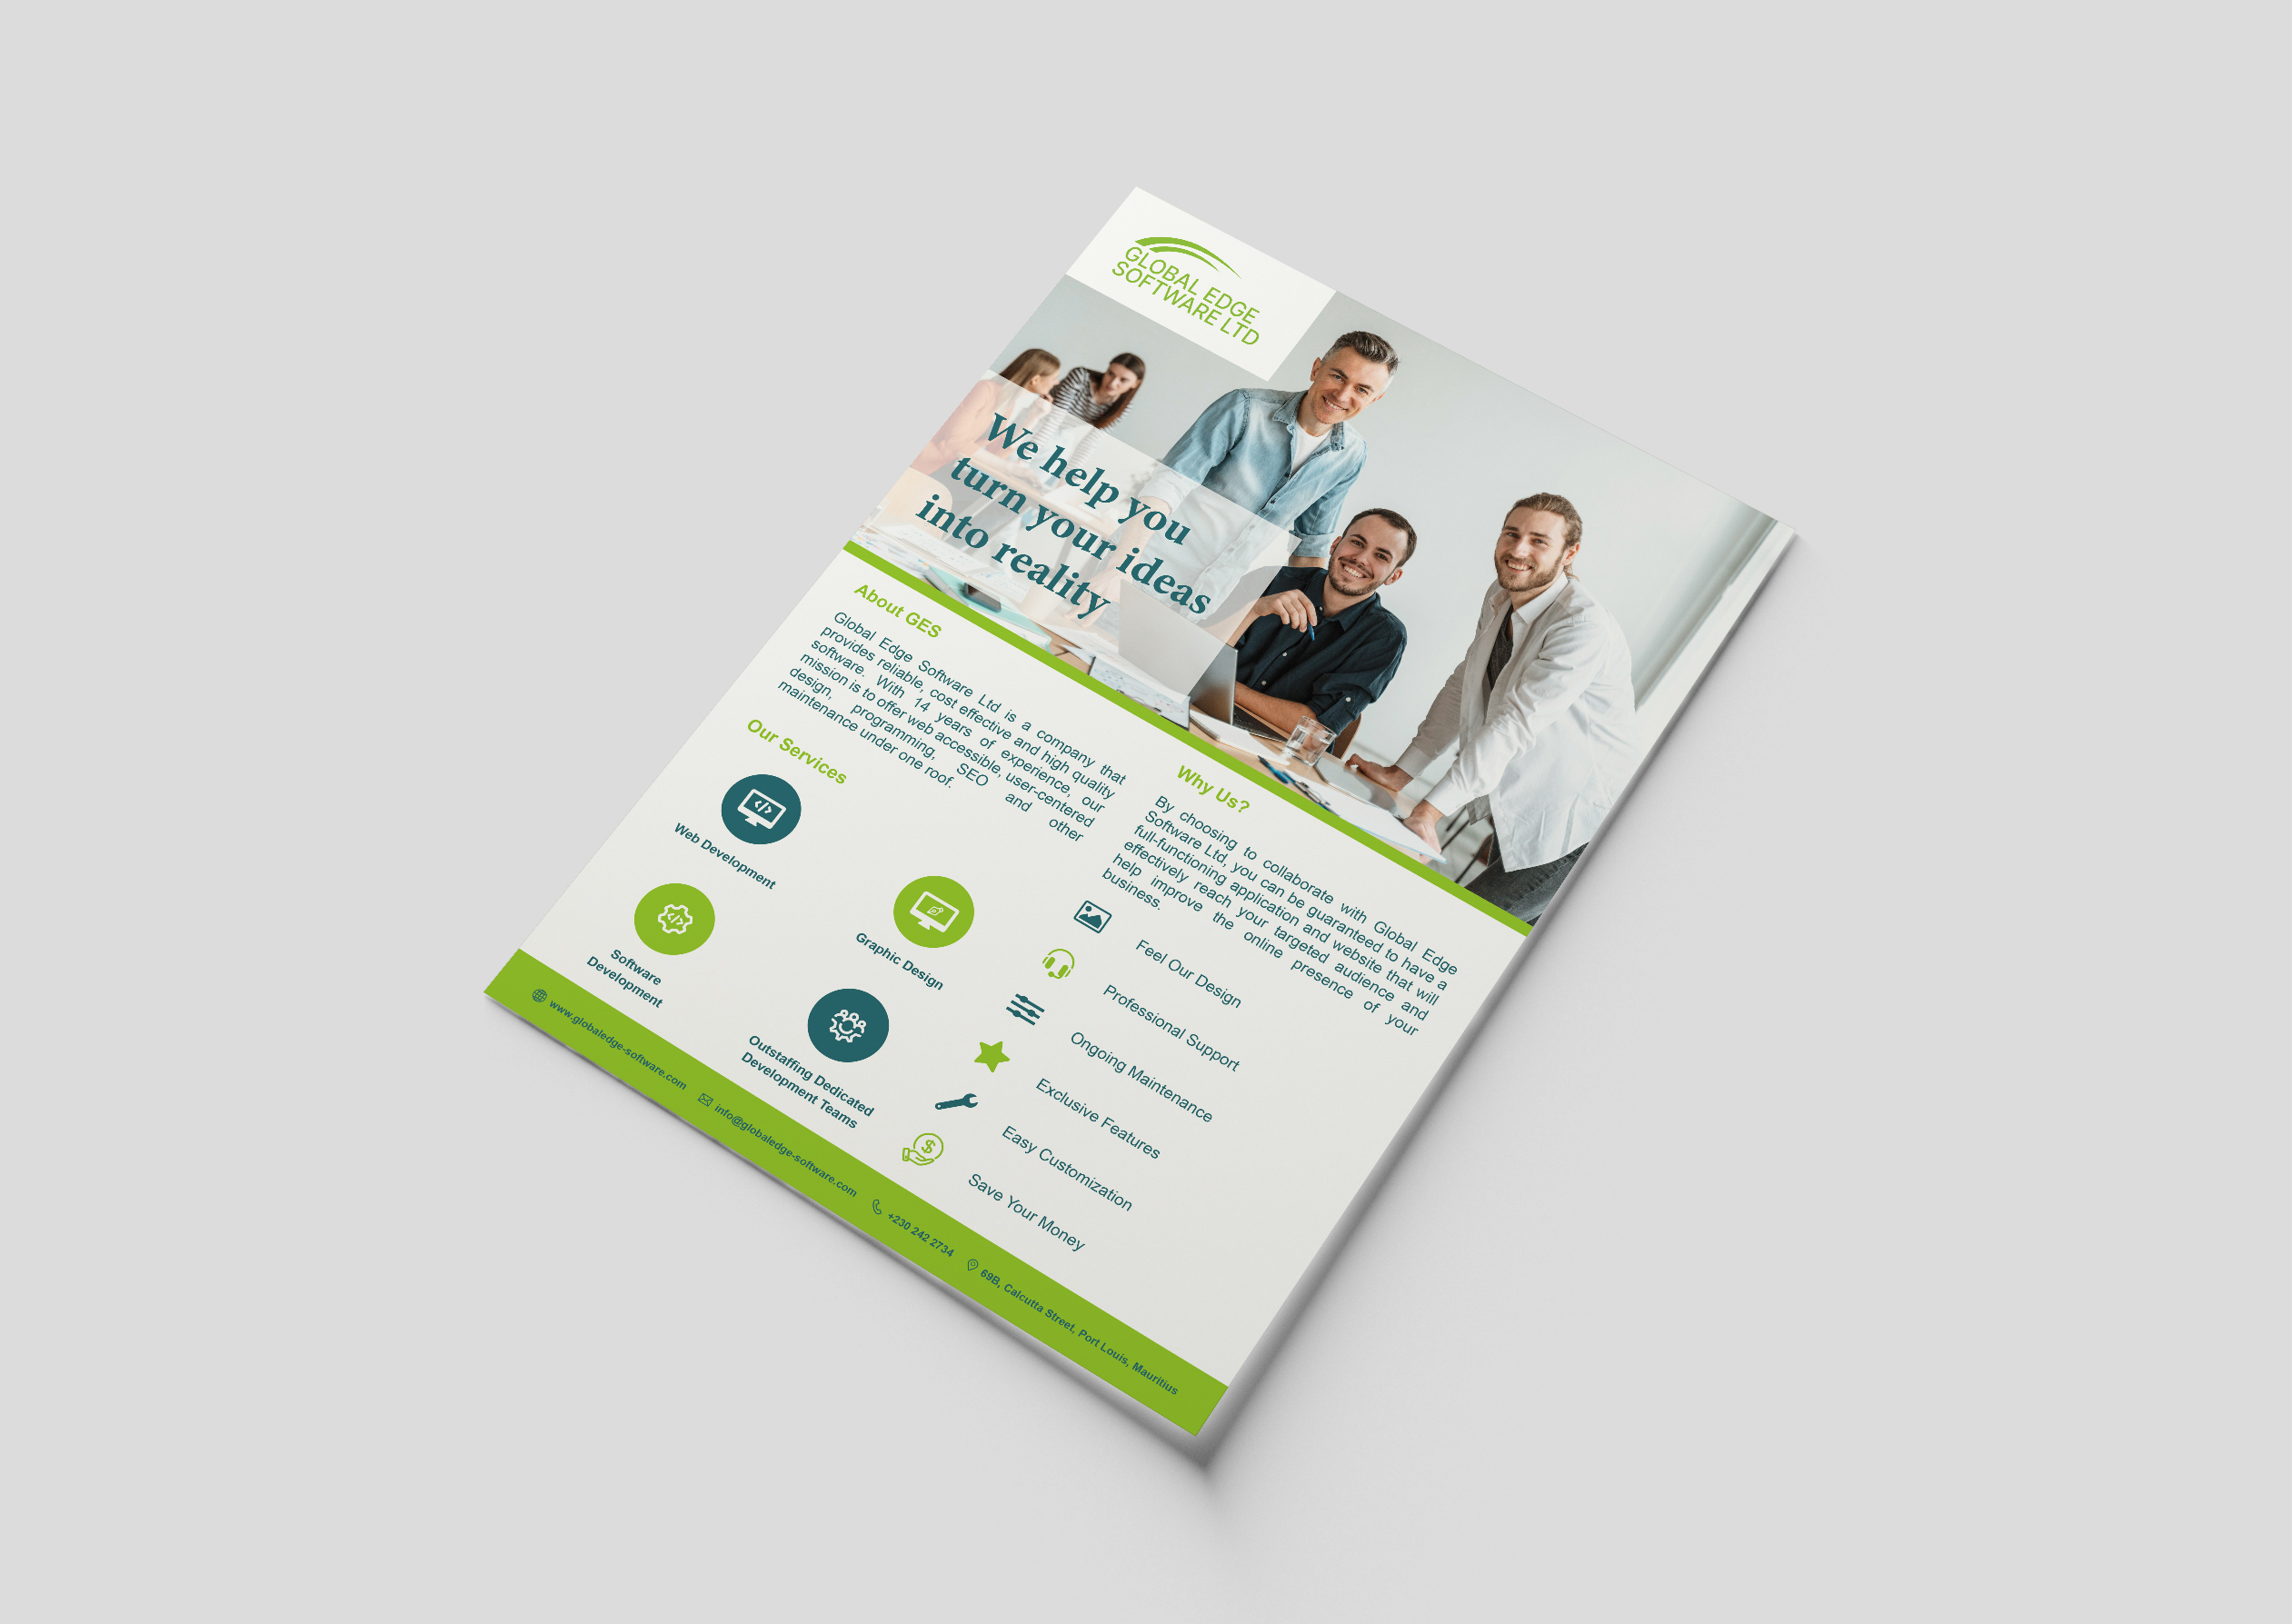 GLOBAL EDGE
SOFTWARE LTD
We help you
turn your ideas
into reality
About GES
Global Edge Software Ltd is a company that
provides reliable, cost effective and high quality
software. With 14 years of experience, our
mission is to offer web accessible, user-centered
design, programming, SEO and other
maintenance under one roof.
Our Services
Web Development
Graphic Design
Software
Development
Outstaffing Dedicated
Development Teams
Why Us?
By choosing to collaborate with Global Edge
Software Ltd, you can be guaranteed to have a
full-functioning application and website that will
effectively reach your targeted audience and
help improve the online presence of your
business.
Feel Our Design
Professional Support
Ongoing Maintenance
Exclusive Features
Easy Customization
Save Your Money
www.globaledge-software.com
info@globaledge-software.com
+230 242 2734
69B, Calcutta Street, Port Louis, Mauritius